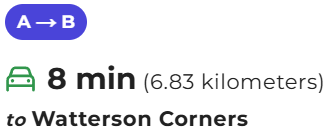 A → B
8 min (6.83 kilometers)
to Watterson Corners